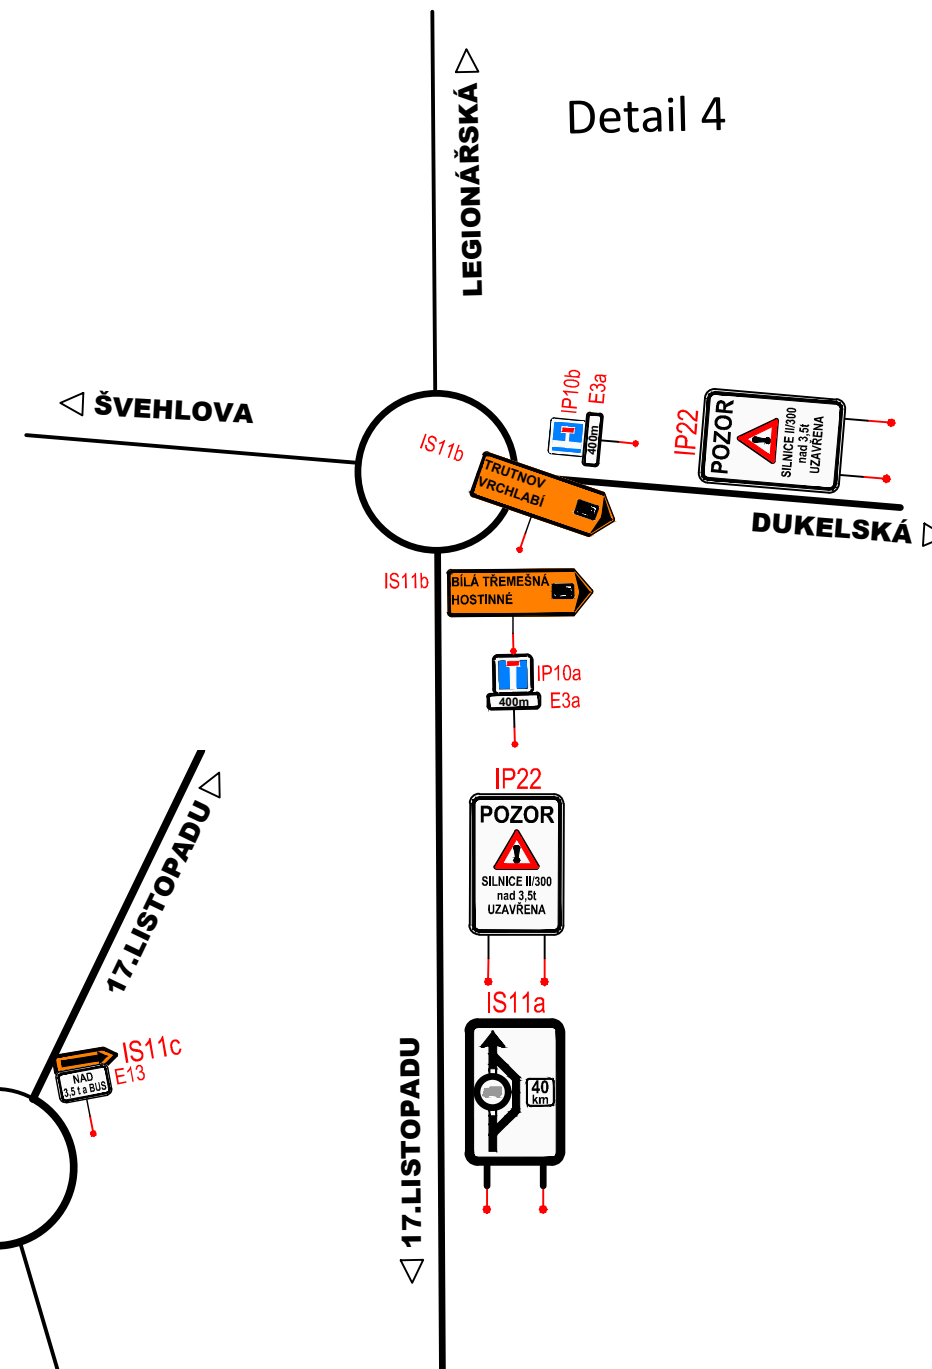 Detail 4
LEGIONÁŘSKÁ
ŠVEHLOVA
IS11b
TRUTNOV
VRCHLABÍ
IP10b
E3a
400m
IP22
POZOR
SILNICE II/300
nad 3,5t
UZAVŘENA
DUKELSKÁ
IS11b
BÍLÁ TŘEMEŠNÁ
HOSTINNÉ
IP10a
400m
E3a
IP22
POZOR
SILNICE II/300
nad 3,5t
UZAVŘENA
17.LISTOPADU
IS11a
40
km
IS11c
NAD
3,5 t a BUS
E13
17.LISTOPADU